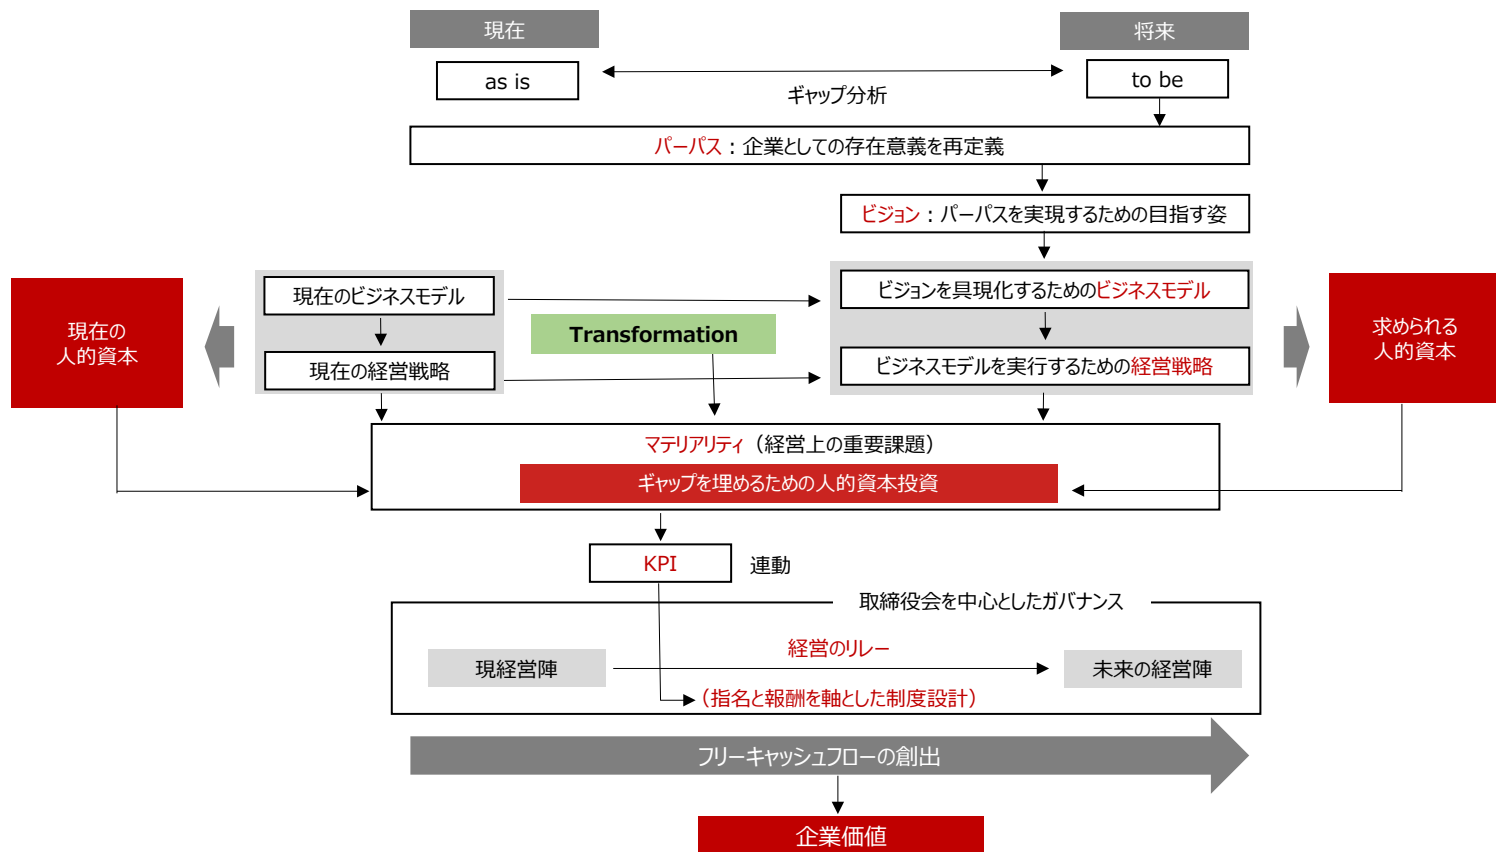 現在
将来
as is
to be
ギャップ分析
パーパス：企業としての存在意義を再定義
ビジョン：パーパスを実現するための目指す姿
現在のビジネスモデル
ビジョンを具現化するためのビジネスモデル
現在の
人的資本
Transformation
求められる
人的資本
現在の経営戦略
ビジネスモデルを実行するための経営戦略
マテリアリティ（経営上の重要課題）
ギャップを埋めるための人的資本投資
KPI
連動
取締役会を中心としたガバナンス
経営のリレー
現経営陣
未来の経営陣
（指名と報酬を軸とした制度設計）
フリーキャッシュフローの創出
企業価値